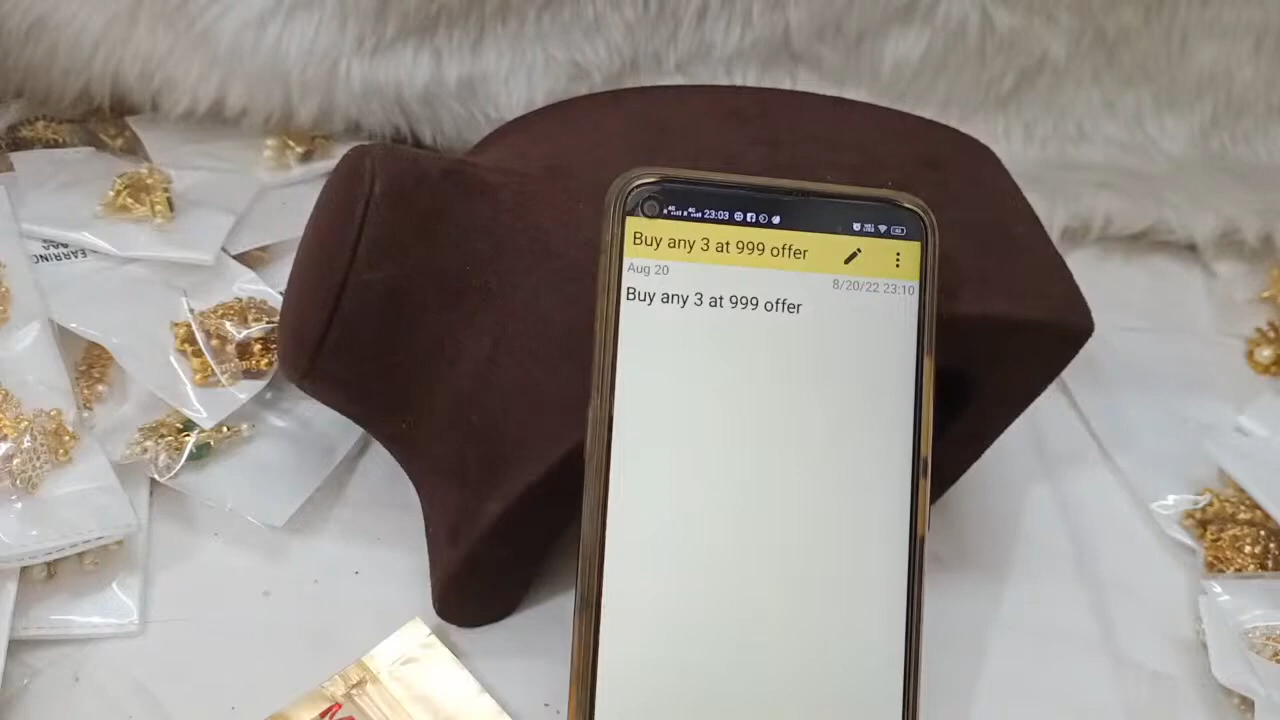 23:03
Buy any 3 at 999 offer
Aug 20
8/20/22 23:10
Buy any 3 at 999 offer
EARRING
AAA